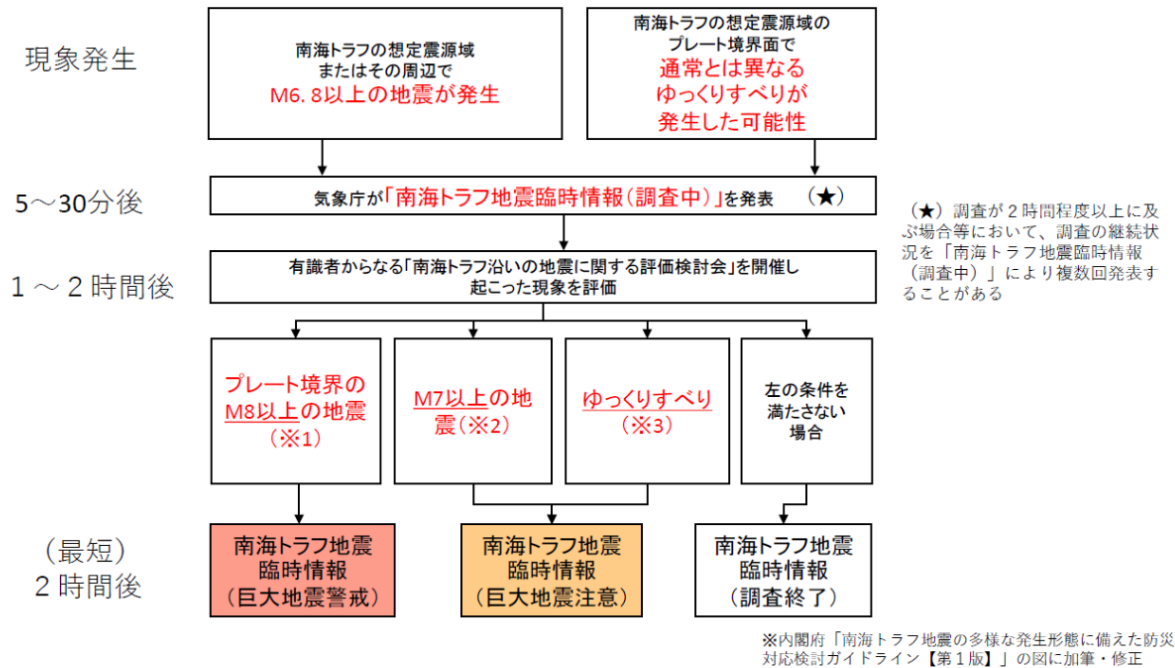 現象発生
南海トラフの想定震源域
またはその周辺で
M6. 8以上の地震が発生
南海トラフの想定震源域の
プレート境界面で
通常とは異なる
ゆっくりすべりが
発生した可能性
5～30分後
気象庁が「南海トラフ地震臨時情報（調査中）」を発表 （★）
（★）調査が２時間程度以上に及
ぶ場合等において、調査の継続状
況を「南海トラフ地震臨時情報
（調査中）」により複数回発表す
ることがある
１～２時間後
有識者からなる「南海トラフ沿いの地震に関する評価検討会」を開催し
起こった現象を評価
プレート境界の
M8以上の地震
（※1）
M7以上の地
震（※2）
ゆっくりすべり
（※3）
左の条件を
満たさない
場合
（最短）
２時間後
南海トラフ地震
臨時情報
（巨大地震警戒）
南海トラフ地震
臨時情報
（巨大地震注意）
南海トラフ地震
臨時情報
（調査終了）
※内閣府「南海トラフ地震の多様な発生形態に備えた防災
対応検討ガイドライン【第１版】」の図に加筆・修正